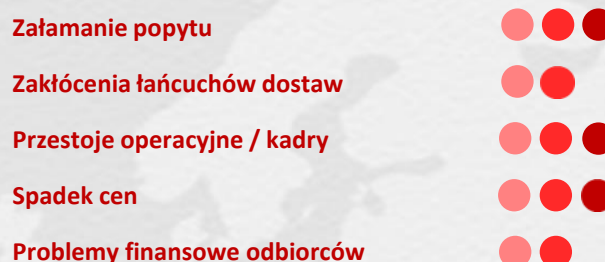 Załamanie popytu
Zakłócenia łańcuchów dostaw
Przestoje operacyjne / kadry
Spadek cen
Problemy finansowe odbiorców